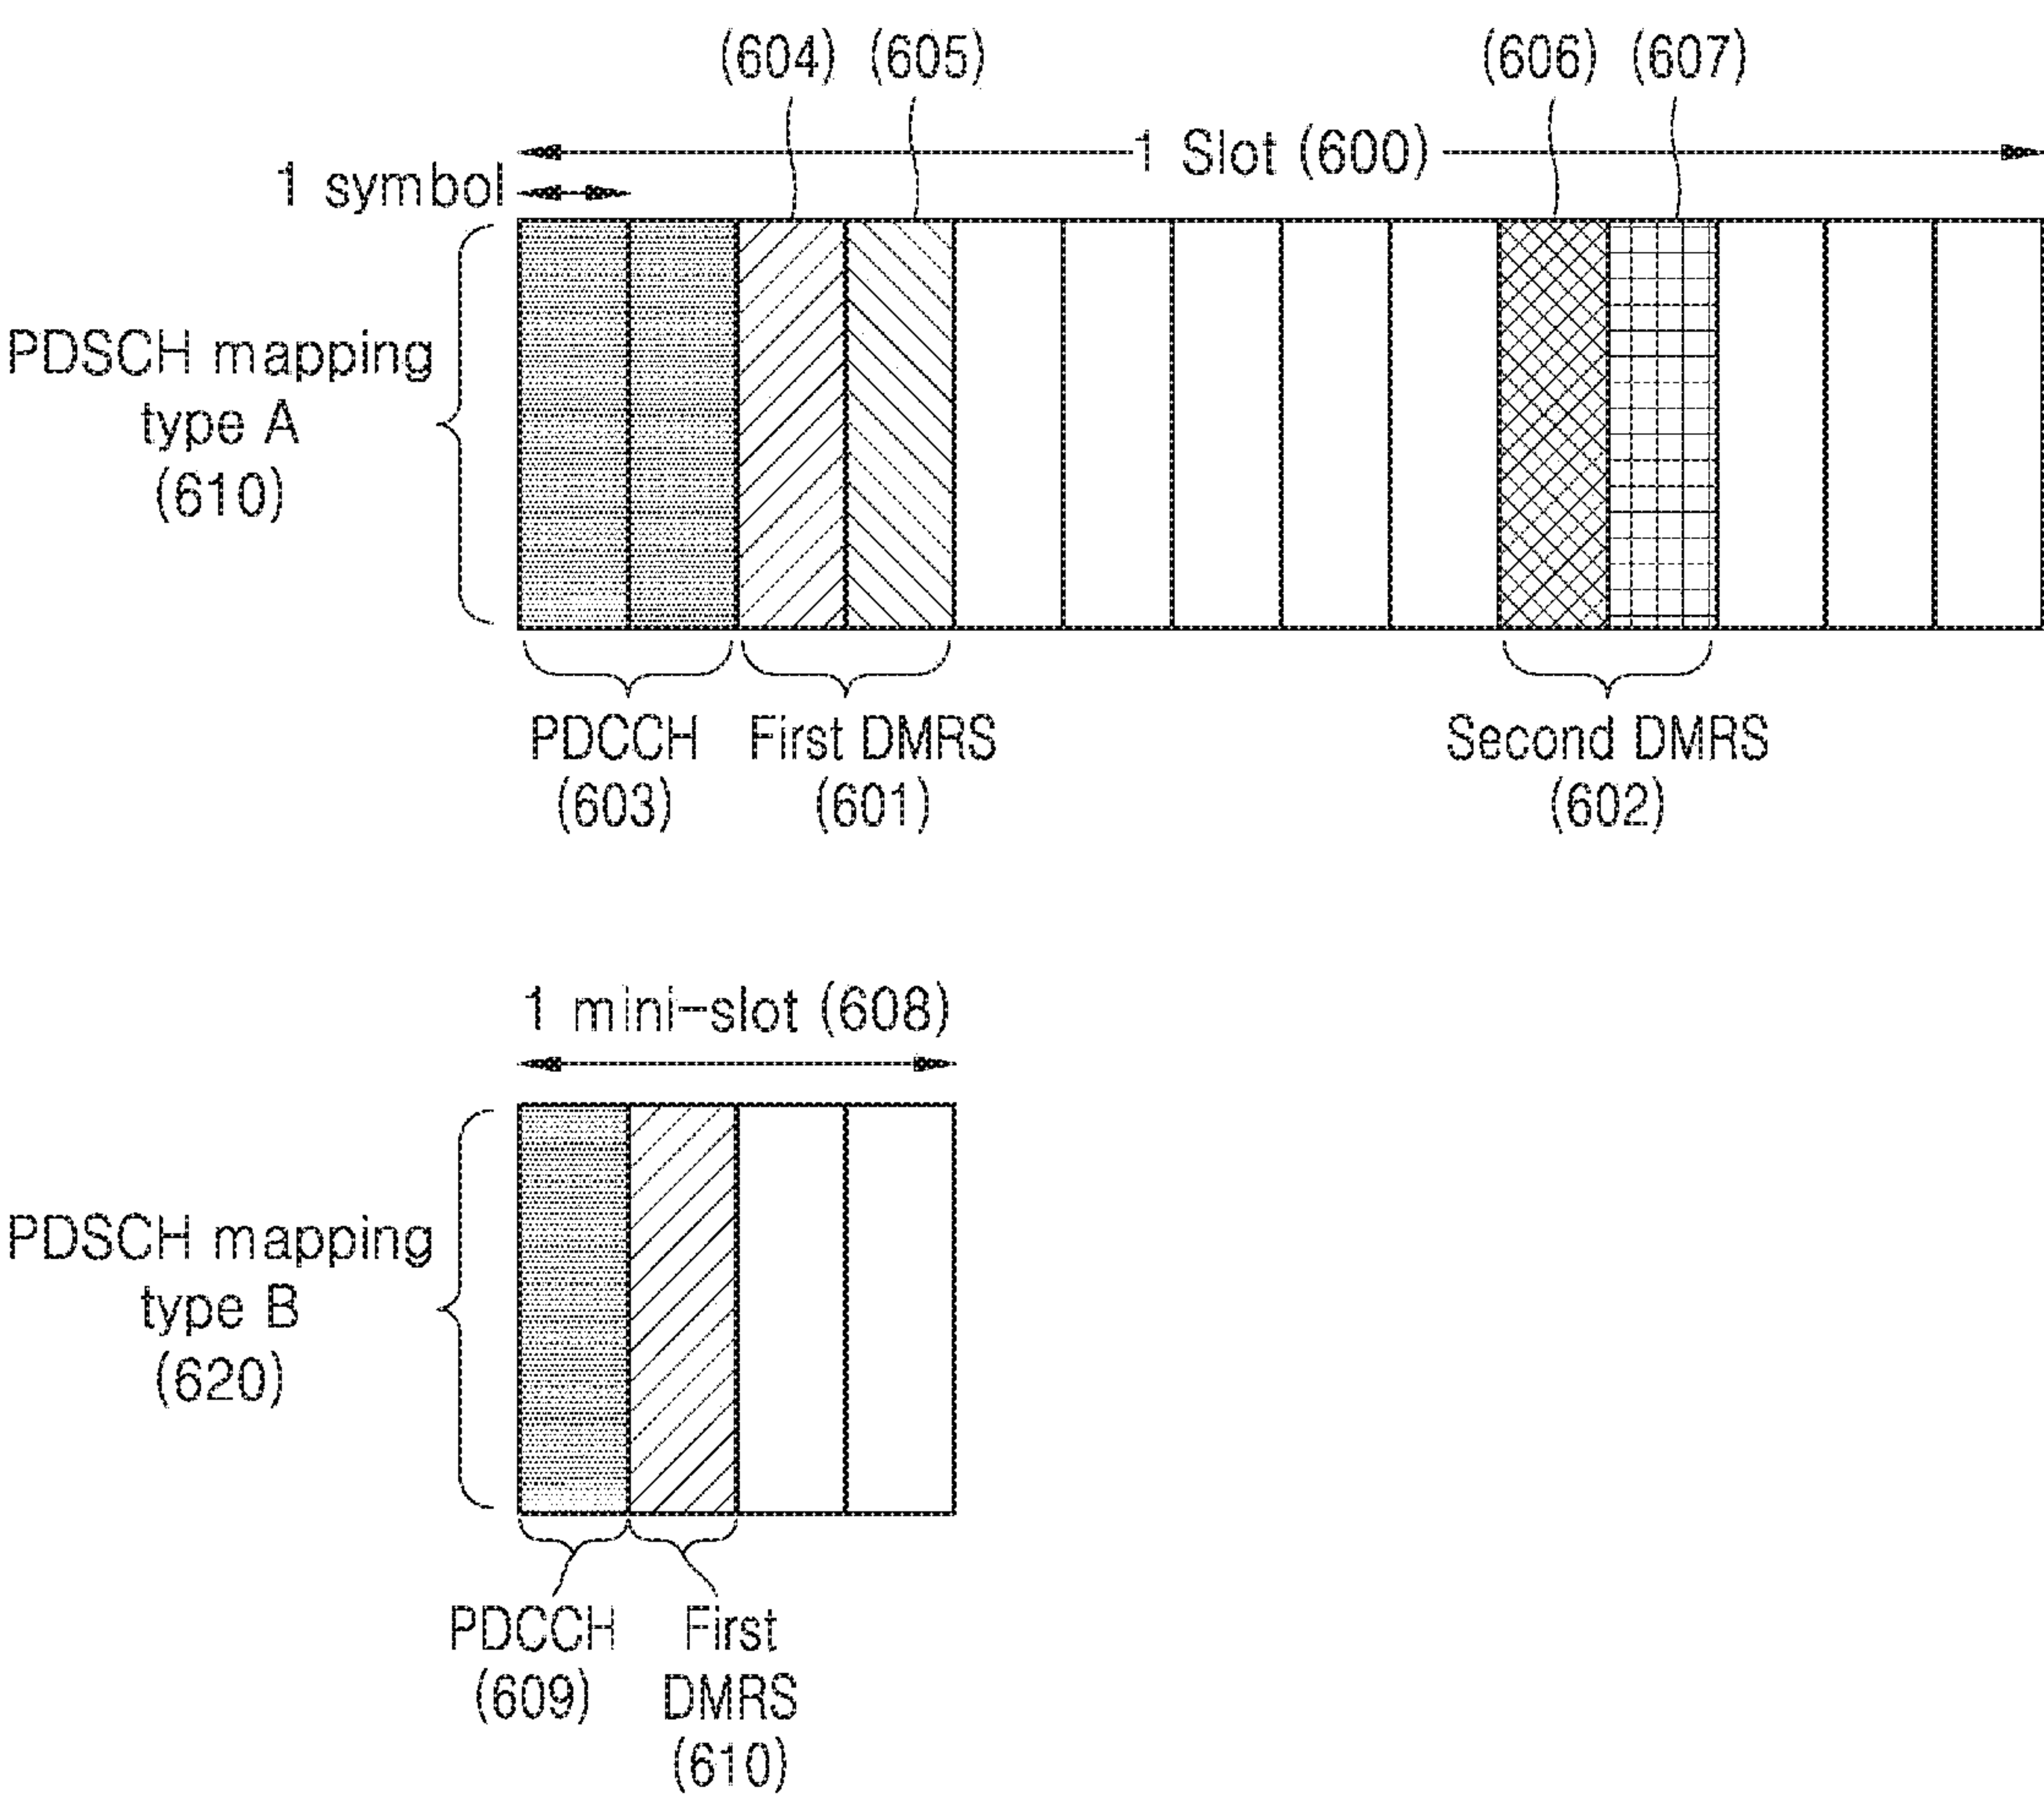 (604) (605) (606) (607)
1 Slot (600)
1 symbol
PDSCH mapping
type A
(610)
PDCCH
(603)
First DMRS
(601)
Second DMRS
(602)
1 mini-slot (608)
PDSCH mapping
type B
(620)
PDCCH
(609)
First
DMRS
(610)